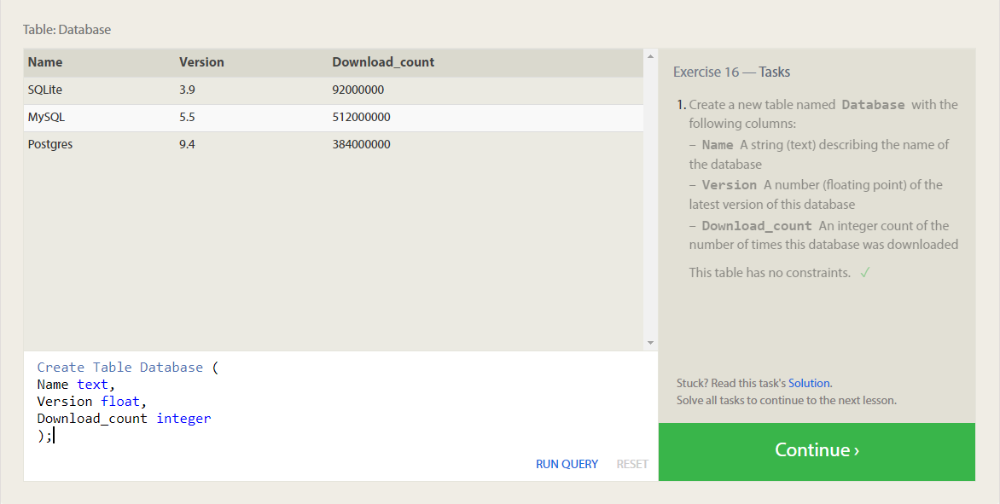 Table: Database
Name Version Download_count
SQLite 3.9 92000000
MySQL 5.5 512000000
Postgres 9.4 384000000
Create Table Database (
Name text,
Version float,
Download_count integer
);
RUN QUERY RESET
Exercise 16 — Tasks
1. Create a new table named Database with the
following columns:
– Name A string (text) describing the name of
the database
– Version A number (floating point) of the
latest version of this database
– Download_count An integer count of the
number of times this database was downloaded
This table has no constraints. ✓
Stuck? Read this task's Solution.
Solve all tasks to continue to the next lesson.
Continue ›